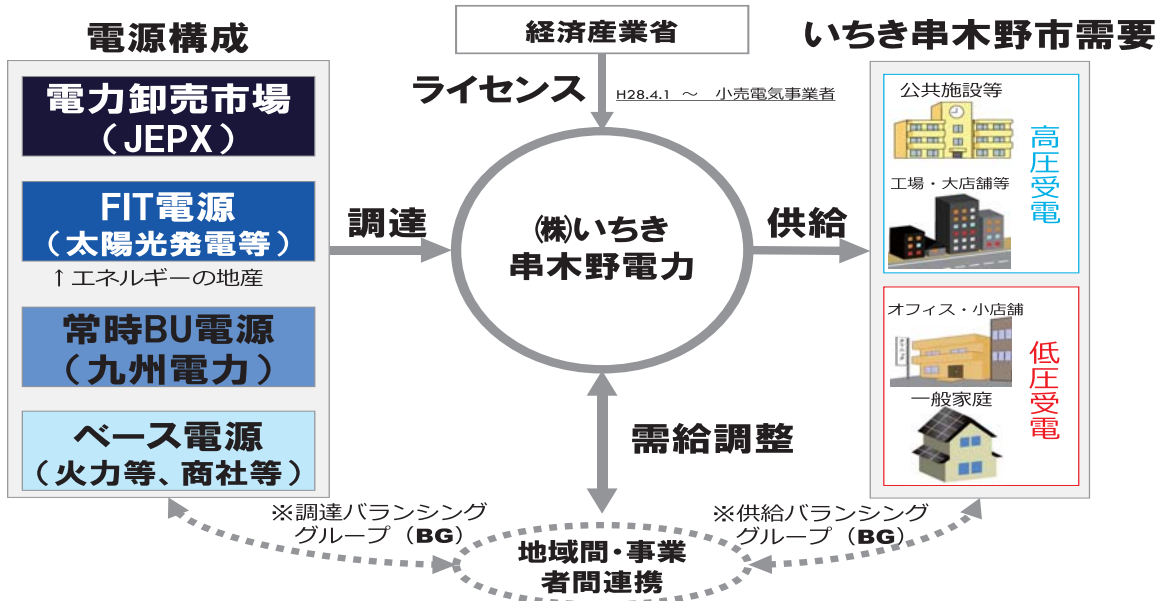 経済産業省
ライセンス
H28.4.1 ～ 小売電気事業者
電源構成
電力卸売市場
（JEPX）
FIT電源
（太陽光発電等）
↑エネルギーの地産
常時BU電源
（九州電力）
ベース電源
（火力等、商社等）
調達
㈱いちき
串木野電力
供給
いちき串木野市需要
公共施設等
工場・大店舗等
高圧受電
オフィス・小店舗
一般家庭
低圧受電
需給調整
※調達バランシング
グループ（BG）
地域間・事業
者間連携
※供給バランシング
グループ（BG）